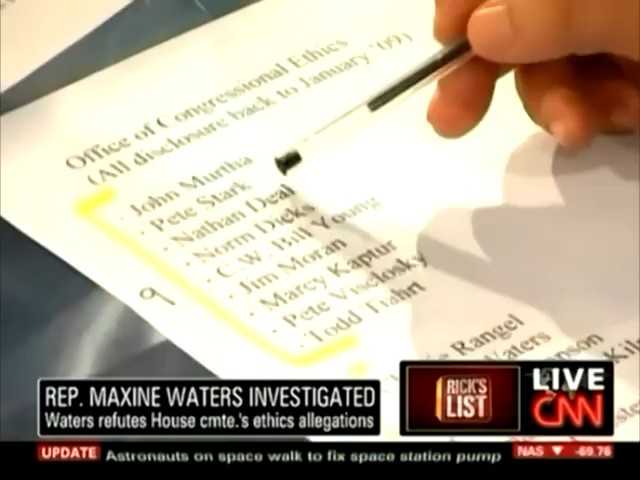 Office of Congressional Ethics
(All disclosure back to January '09)
· John Murtha
· Pete Stark
· Nathan Deal
· Norm Dicks
· C.W. Bill Young
· Jim Moran
· Marcy Kaptur
· Pete Visclosky
· Todd Tiahrt
9
Rangel
Waters
REP. MAXINE WATERS INVESTIGATED
Waters refutes House cmte.'s ethics allegations
RICK'S
LIST
LIVE
CNN
UPDATE Astronauts on space walk to fix space station pump NAS ▼ -69.76